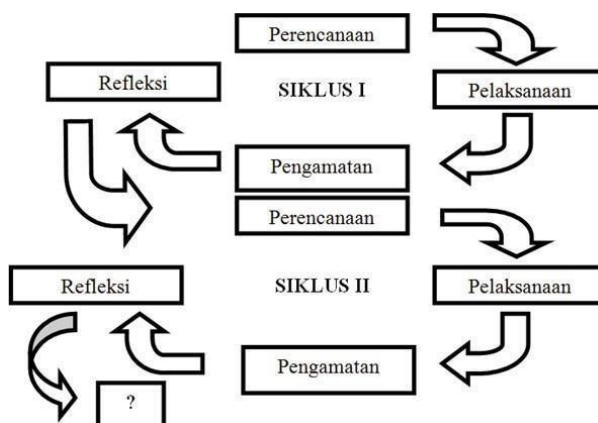 Perencanaan
Refleksi
SIKLUS I
Pelaksanaan
Pengamatan
Perencanaan
Refleksi
SIKLUS II
Pelaksanaan
Pengamatan
?